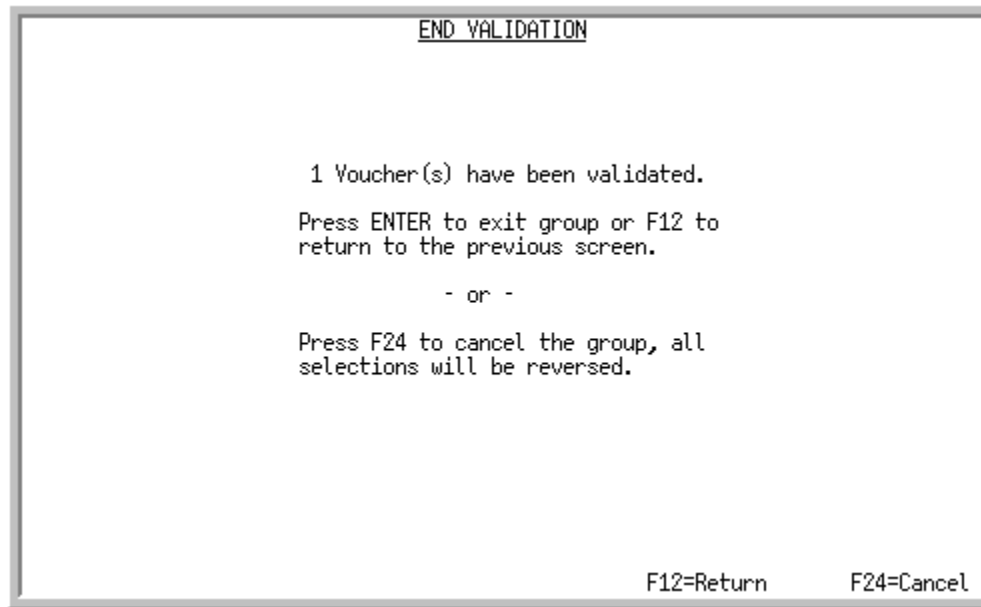 END VALIDATION
1 Voucher(s) have been validated.
Press ENTER to exit group or F12 to
return to the previous screen.
- or -
Press F24 to cancel the group, all
selections will be reversed.
F12=Return F24=Cancel